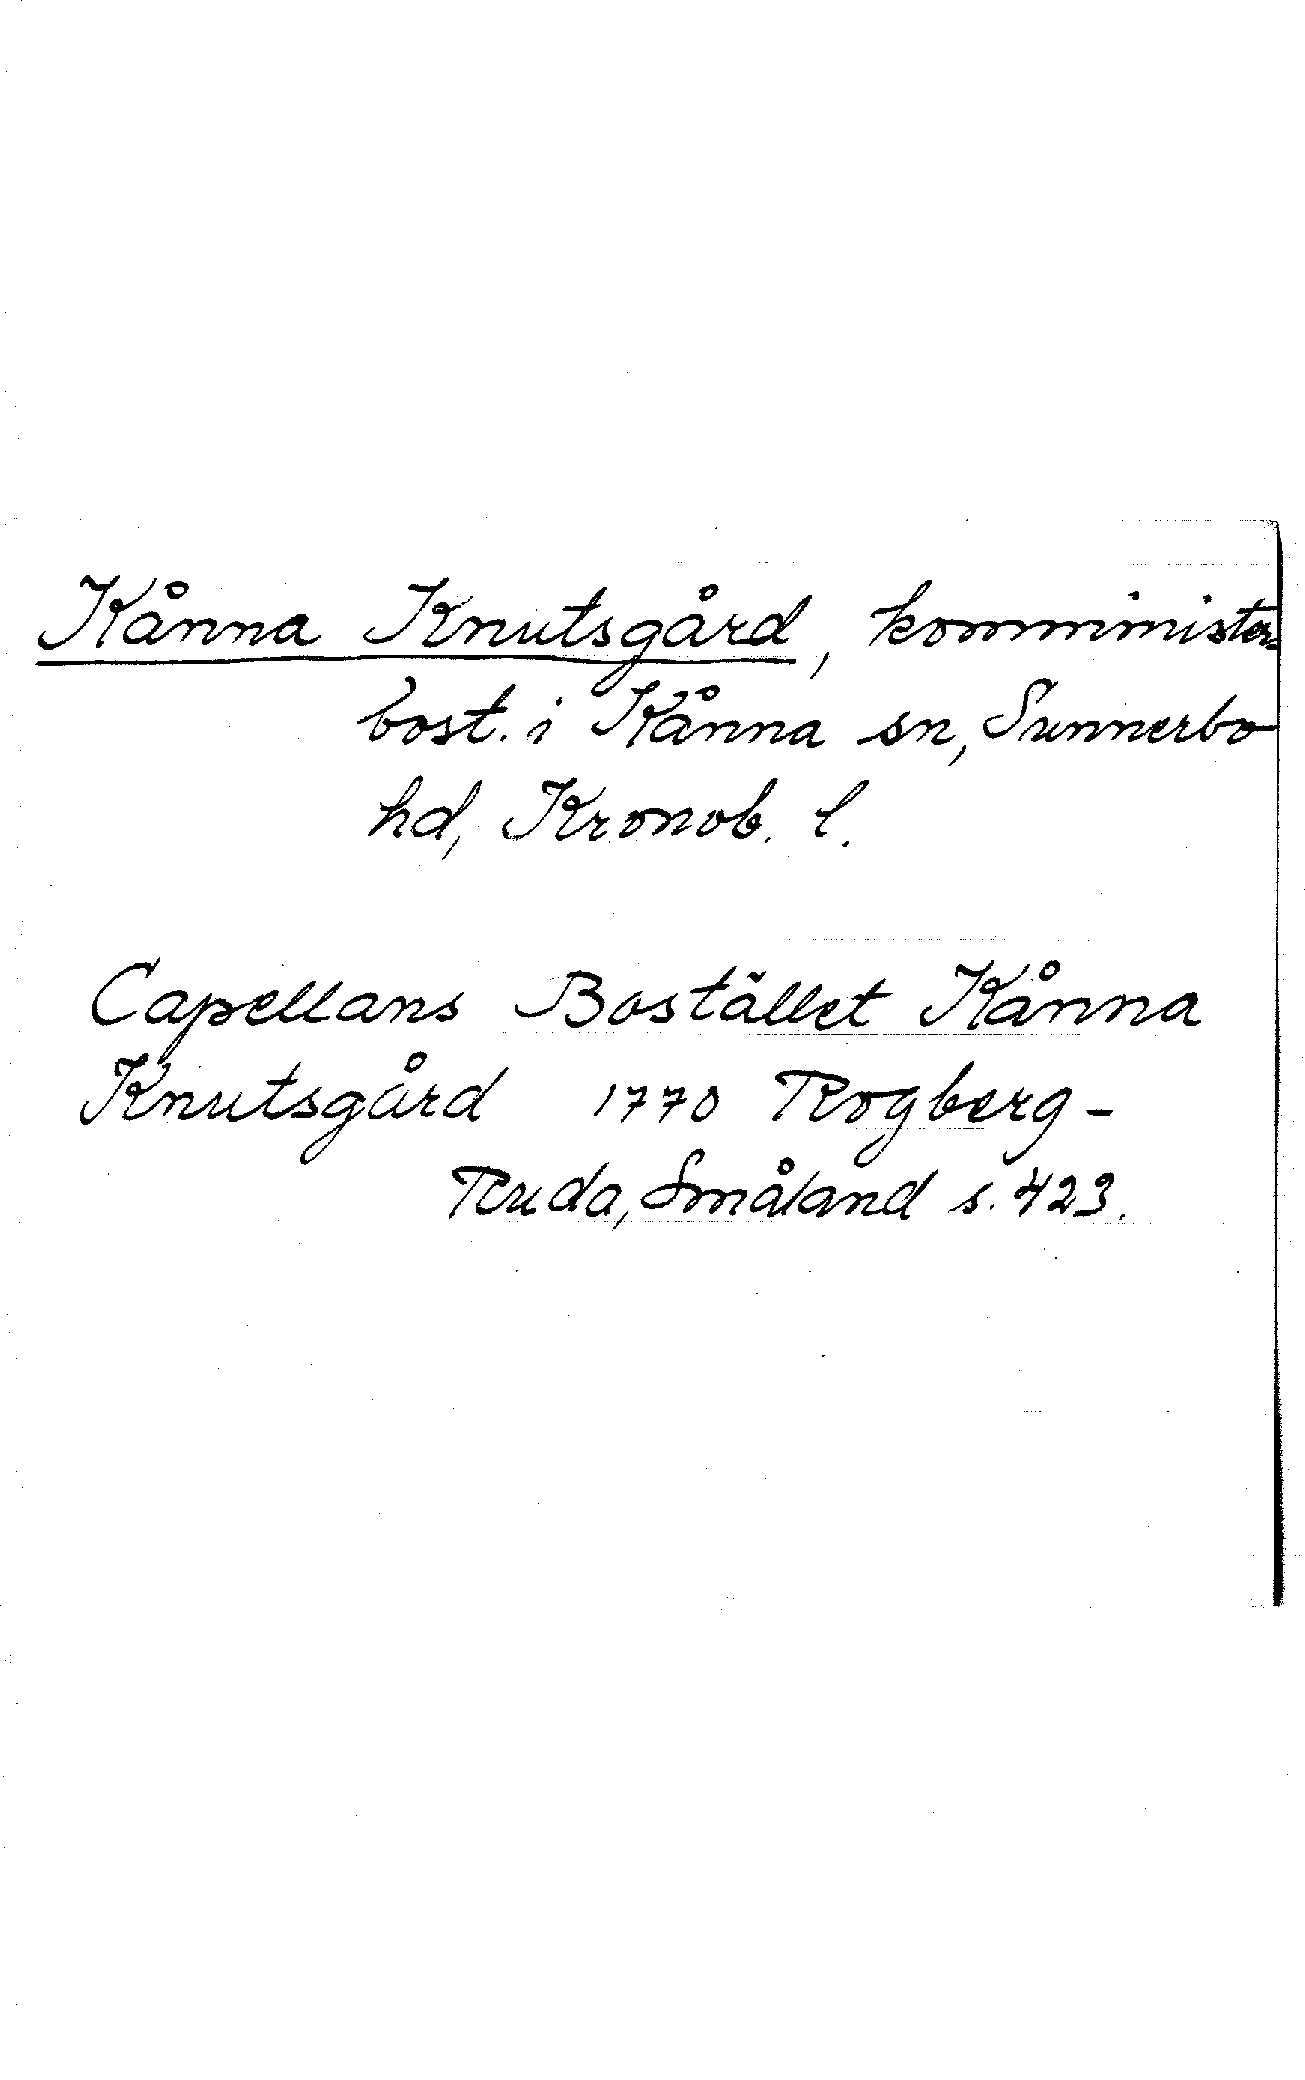 Kånna Knutsgård, komminister
bost. i Kånna sn, Sunnerbo
hd, Kronob. l.
Capellans Bostället Kånna
Knutsgård 1770 Rogberg-
Ruda, Småland s. 423.